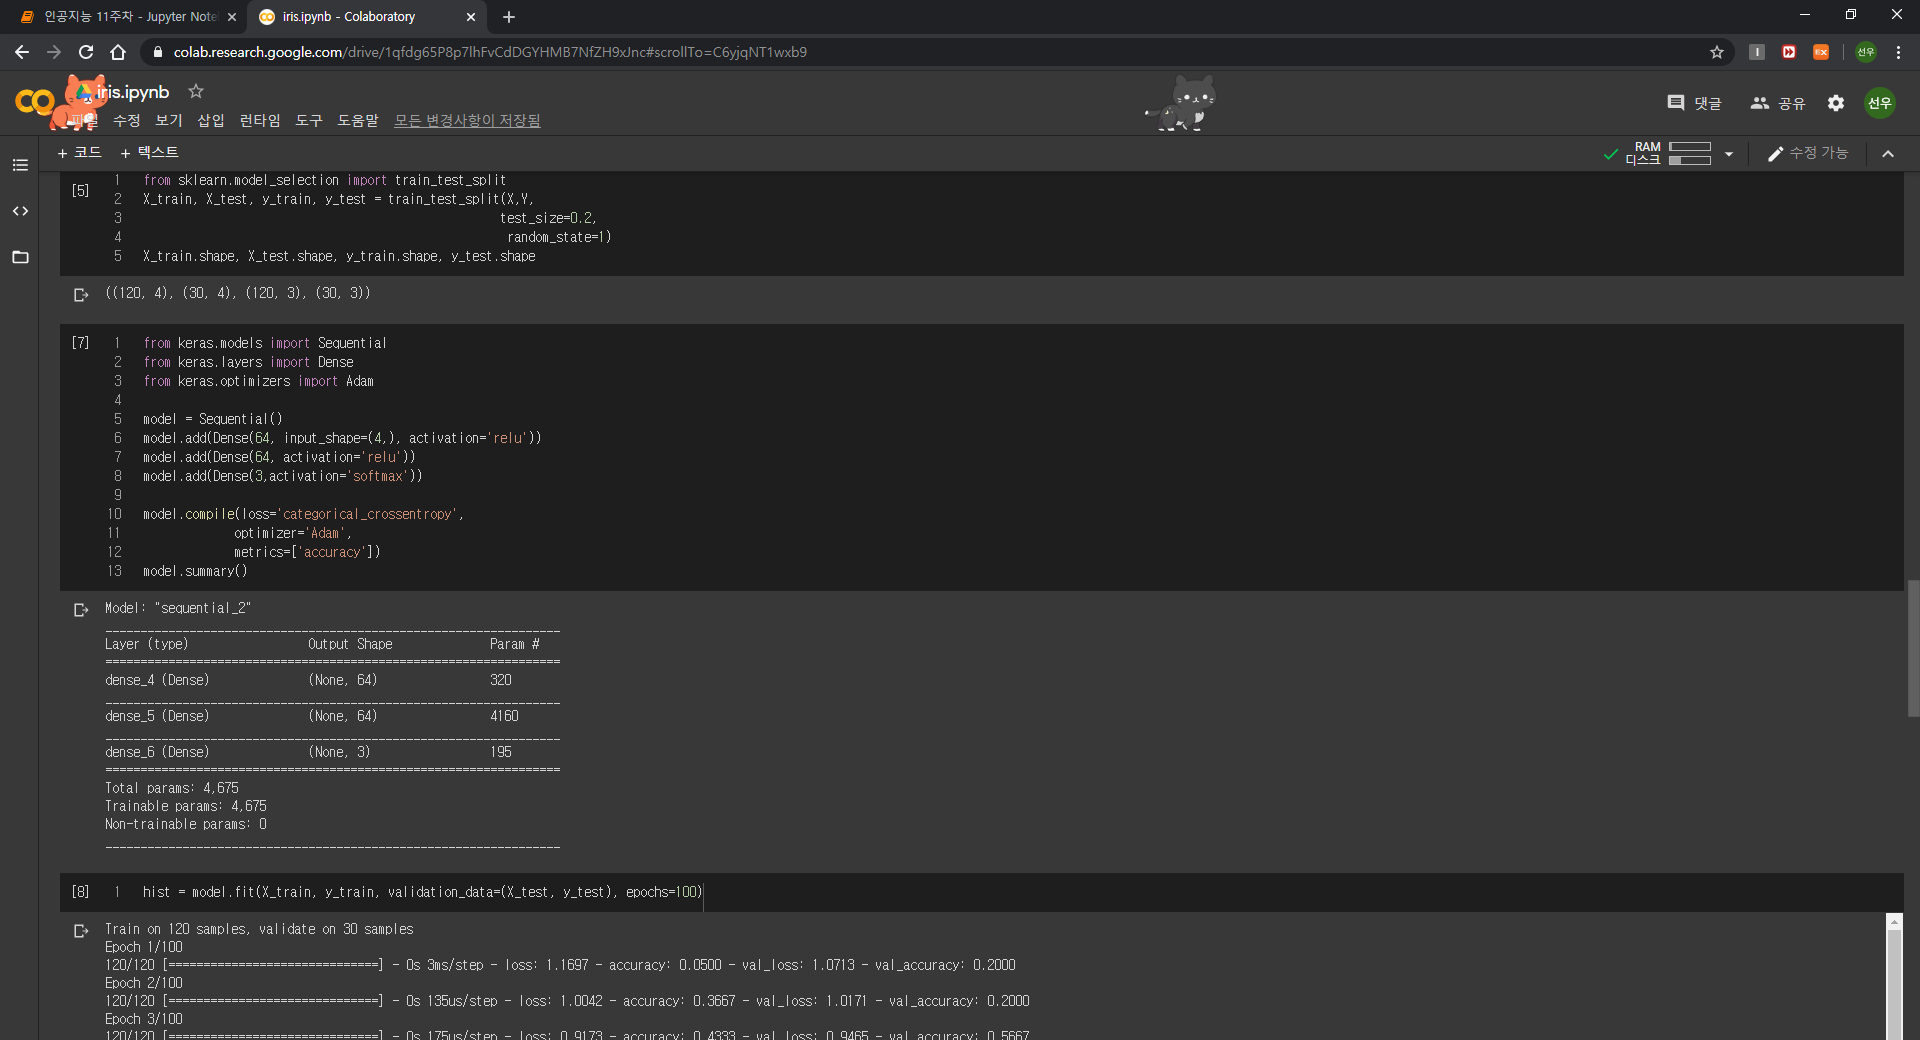 인공지능 11주차 - Jupyter Note
iris.ipynb - Colaboratory
colab.research.google.com/drive/1qfdg65P8p7lhFvCdDGYHMB7NfZH9xJnc#scrollTo=C6yjqNT1wxb9
선우
iris.ipynb
파일 수정 보기 삽입 런타임 도구 도움말 모든 변경사항이 저장됨
댓글 공유 선우
+ 코드 + 텍스트
RAM
디스크
수정 가능
[5] 1 from sklearn.model_selection import train_test_split
2 X_train, X_test, y_train, y_test = train_test_split(X,Y,
3 test_size=0.2,
4 random_state=1)
5 X_train.shape, X_test.shape, y_train.shape, y_test.shape
((120, 4), (30, 4), (120, 3), (30, 3))
[7] 1 from keras.models import Sequential
2 from keras.layers import Dense
3 from keras.optimizers import Adam
4
5 model = Sequential()
6 model.add(Dense(64, input_shape=(4,), activation='relu'))
7 model.add(Dense(64, activation='relu'))
8 model.add(Dense(3,activation='softmax'))
9
10 model.compile(loss='categorical_crossentropy',
11 optimizer='Adam',
12 metrics=['accuracy'])
13 model.summary()
Model: "sequential_2"
_________________________________________________________________
Layer (type) Output Shape Param #
=================================================================
dense_4 (Dense) (None, 64) 320
_________________________________________________________________
dense_5 (Dense) (None, 64) 4160
_________________________________________________________________
dense_6 (Dense) (None, 3) 195
=================================================================
Total params: 4,675
Trainable params: 4,675
Non-trainable params: 0
_________________________________________________________________
[8] 1 hist = model.fit(X_train, y_train, validation_data=(X_test, y_test), epochs=100)
Train on 120 samples, validate on 30 samples
Epoch 1/100
120/120 [==============================] - 0s 3ms/step - loss: 1.1697 - accuracy: 0.0500 - val_loss: 1.0713 - val_accuracy: 0.2000
Epoch 2/100
120/120 [==============================] - 0s 135us/step - loss: 1.0042 - accuracy: 0.3667 - val_loss: 1.0171 - val_accuracy: 0.2000
Epoch 3/100
120/120 [==============================] - 0s 175us/step - loss: 0.9173 - accuracy: 0.4333 - val_loss: 0.9465 - val_accuracy: 0.5667